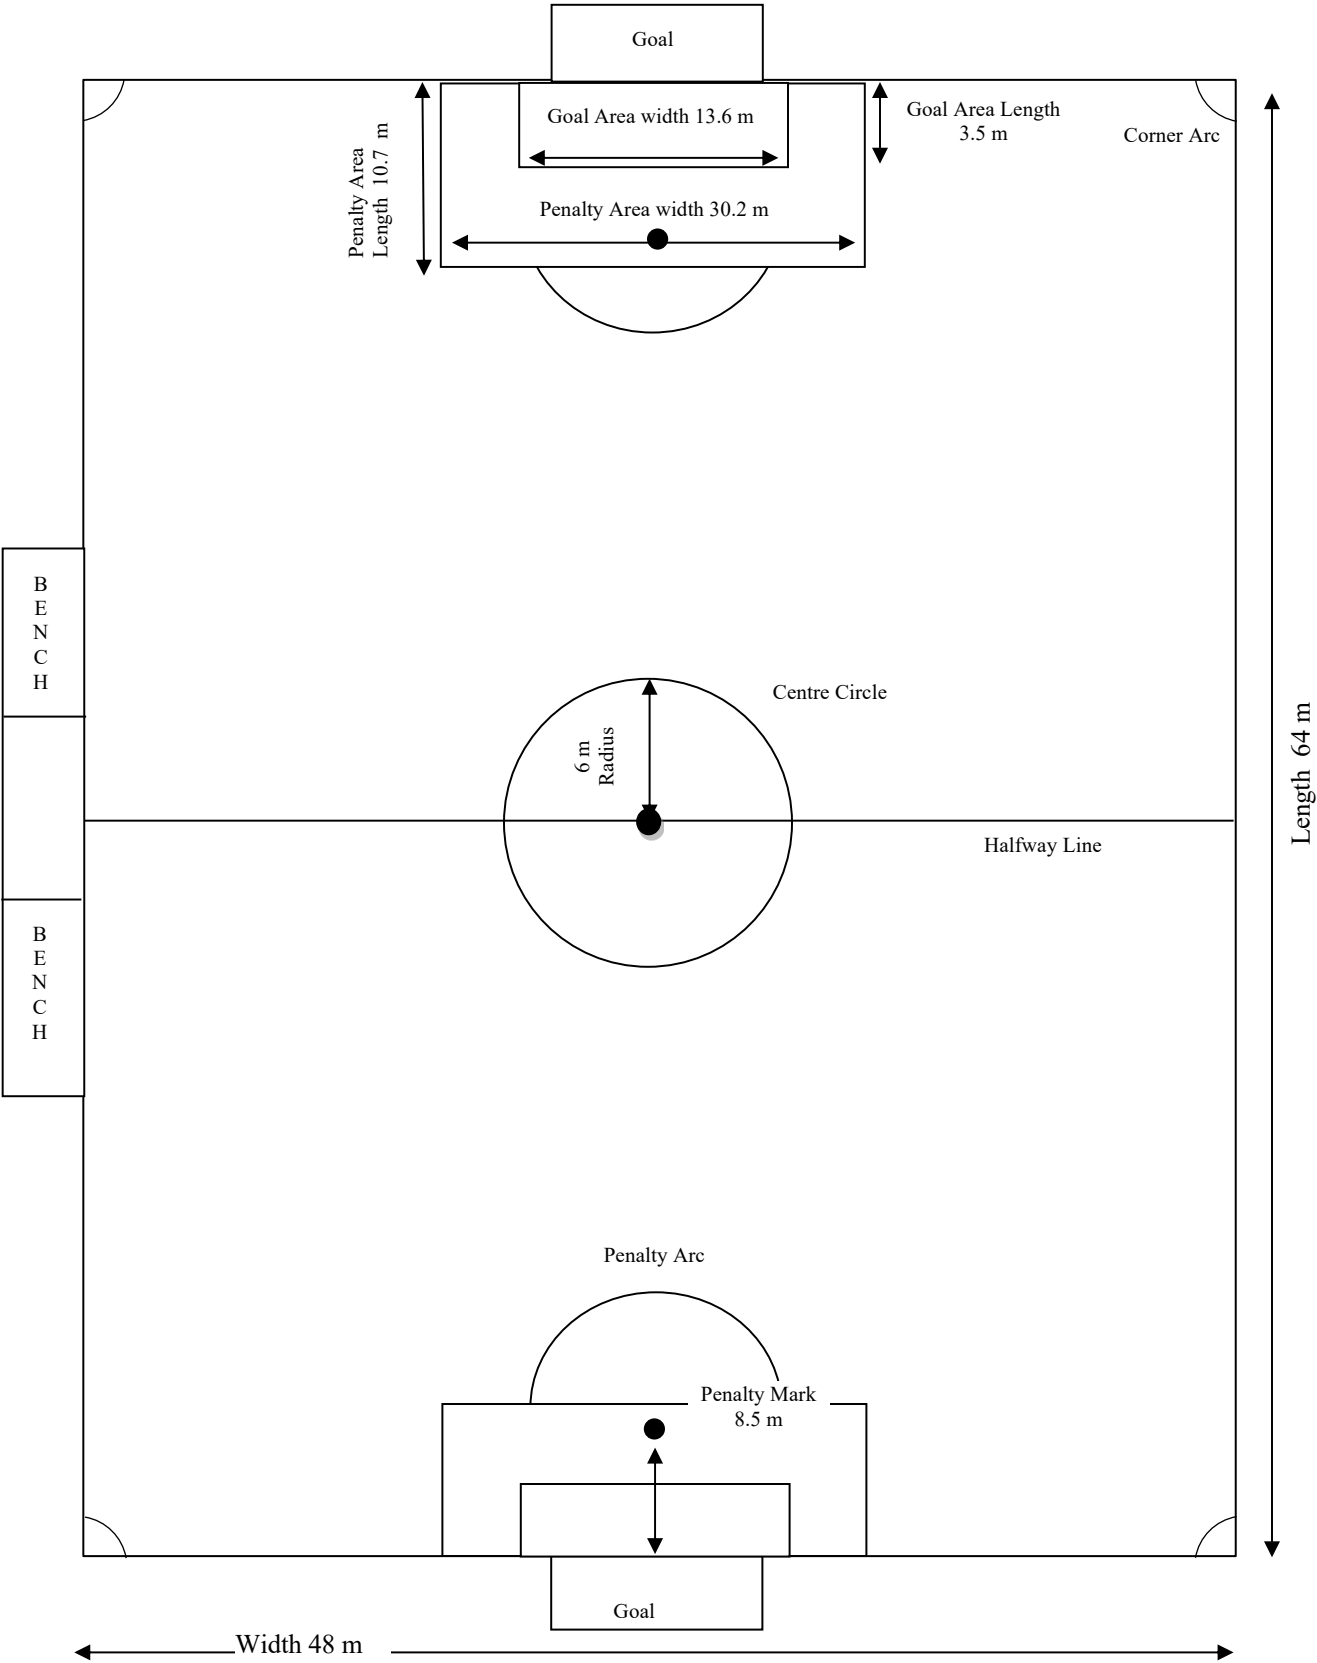 Goal
Goal Area width 13.6 m
Goal Area Length
3.5 m
Corner Arc
Penalty Area
Length 10.7 m
Penalty Area width 30.2 m
B
E
N
C
H
Centre Circle
6 m
Radius
Length 64 m
Halfway Line
B
E
N
C
H
Penalty Arc
Penalty Mark
8.5 m
Goal
Width 48 m